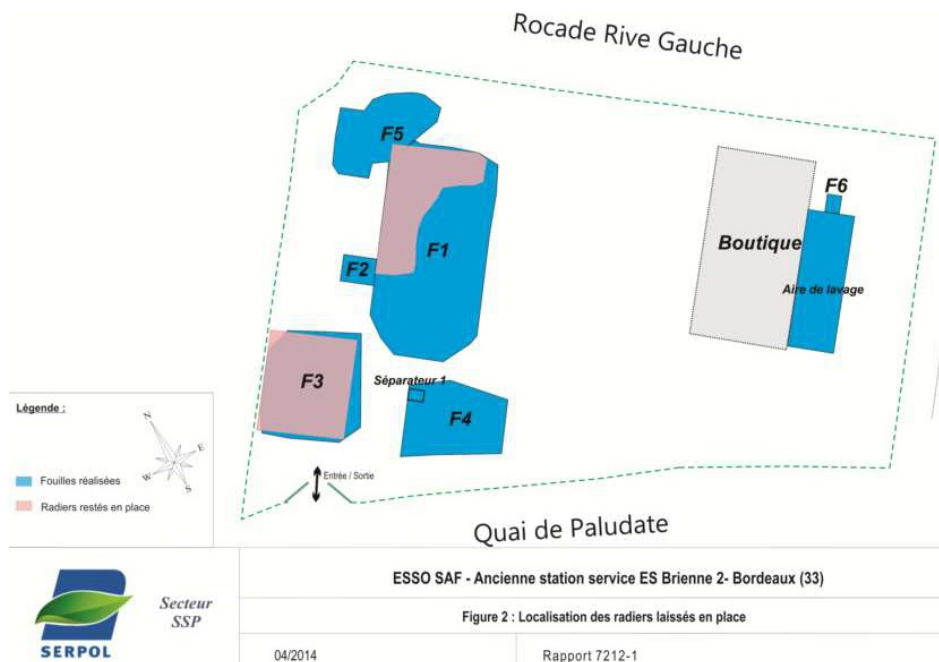 Rocade Rive Gauche
F5
F6
F1
Boutique
F2
Aire de lavage
F3
Séparateur 1
F4
Légende :
N
E
W
S
Fouilles réalisées
Radiers restés en place
Entrée / Sortie
Quai de Paludate
ESSO SAF - Ancienne station service ES Brienne 2- Bordeaux (33)
Secteur
SSP
Figure 2 : Localisation des radiers laissés en place
SERPOL
04/2014
Rapport 7212-1